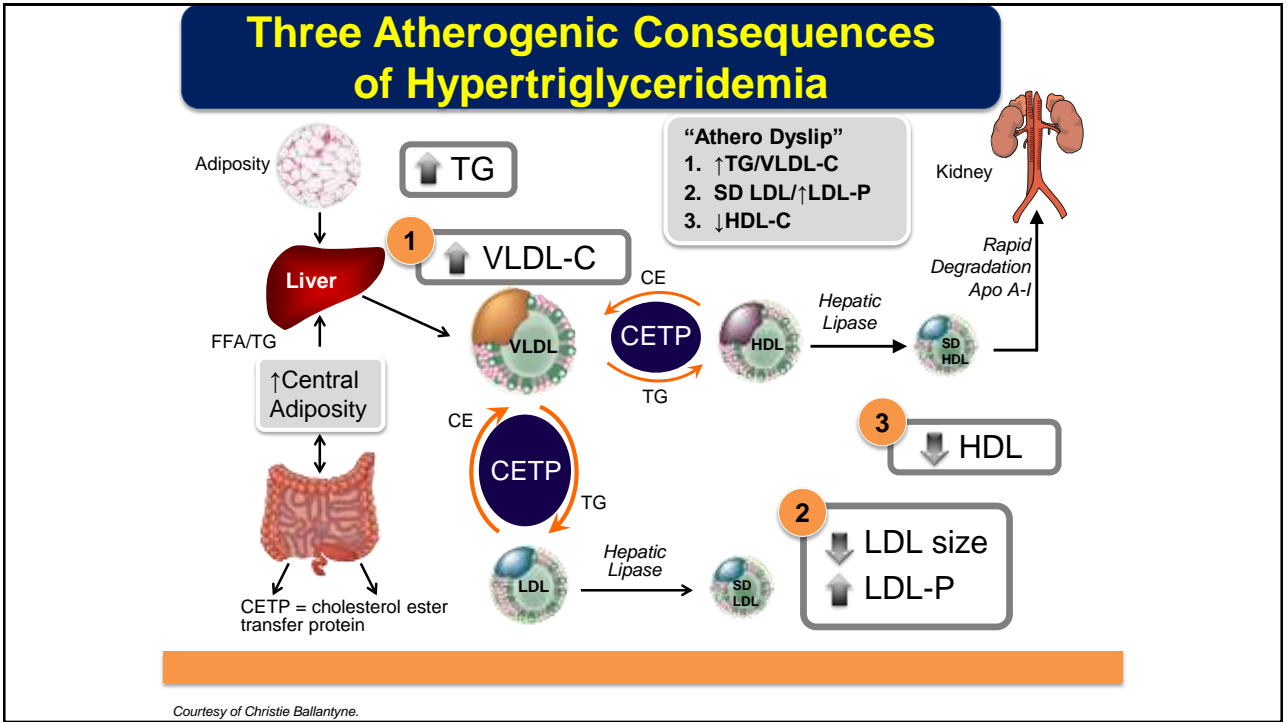 Three Atherogenic Consequences
of Hypertriglyceridemia
Adiposity
TG
"Athero Dyslip"
1. ↑TG/VLDL-C
2. SD LDL/↑LDL-P
3. ↓HDL-C
Kidney
1
VLDL-C
Liver
Rapid
Degradation
Apo A-I
CE
Hepatic
Lipase
VLDL
CETP
HDL
SD
HDL
FFA/TG
TG
↑Central
Adiposity
CE
3
HDL
CETP
TG
2
LDL size
LDL-P
Hepatic
Lipase
LDL
SD
LDL
CETP = cholesterol ester
transfer protein
Courtesy of Christie Ballantyne.